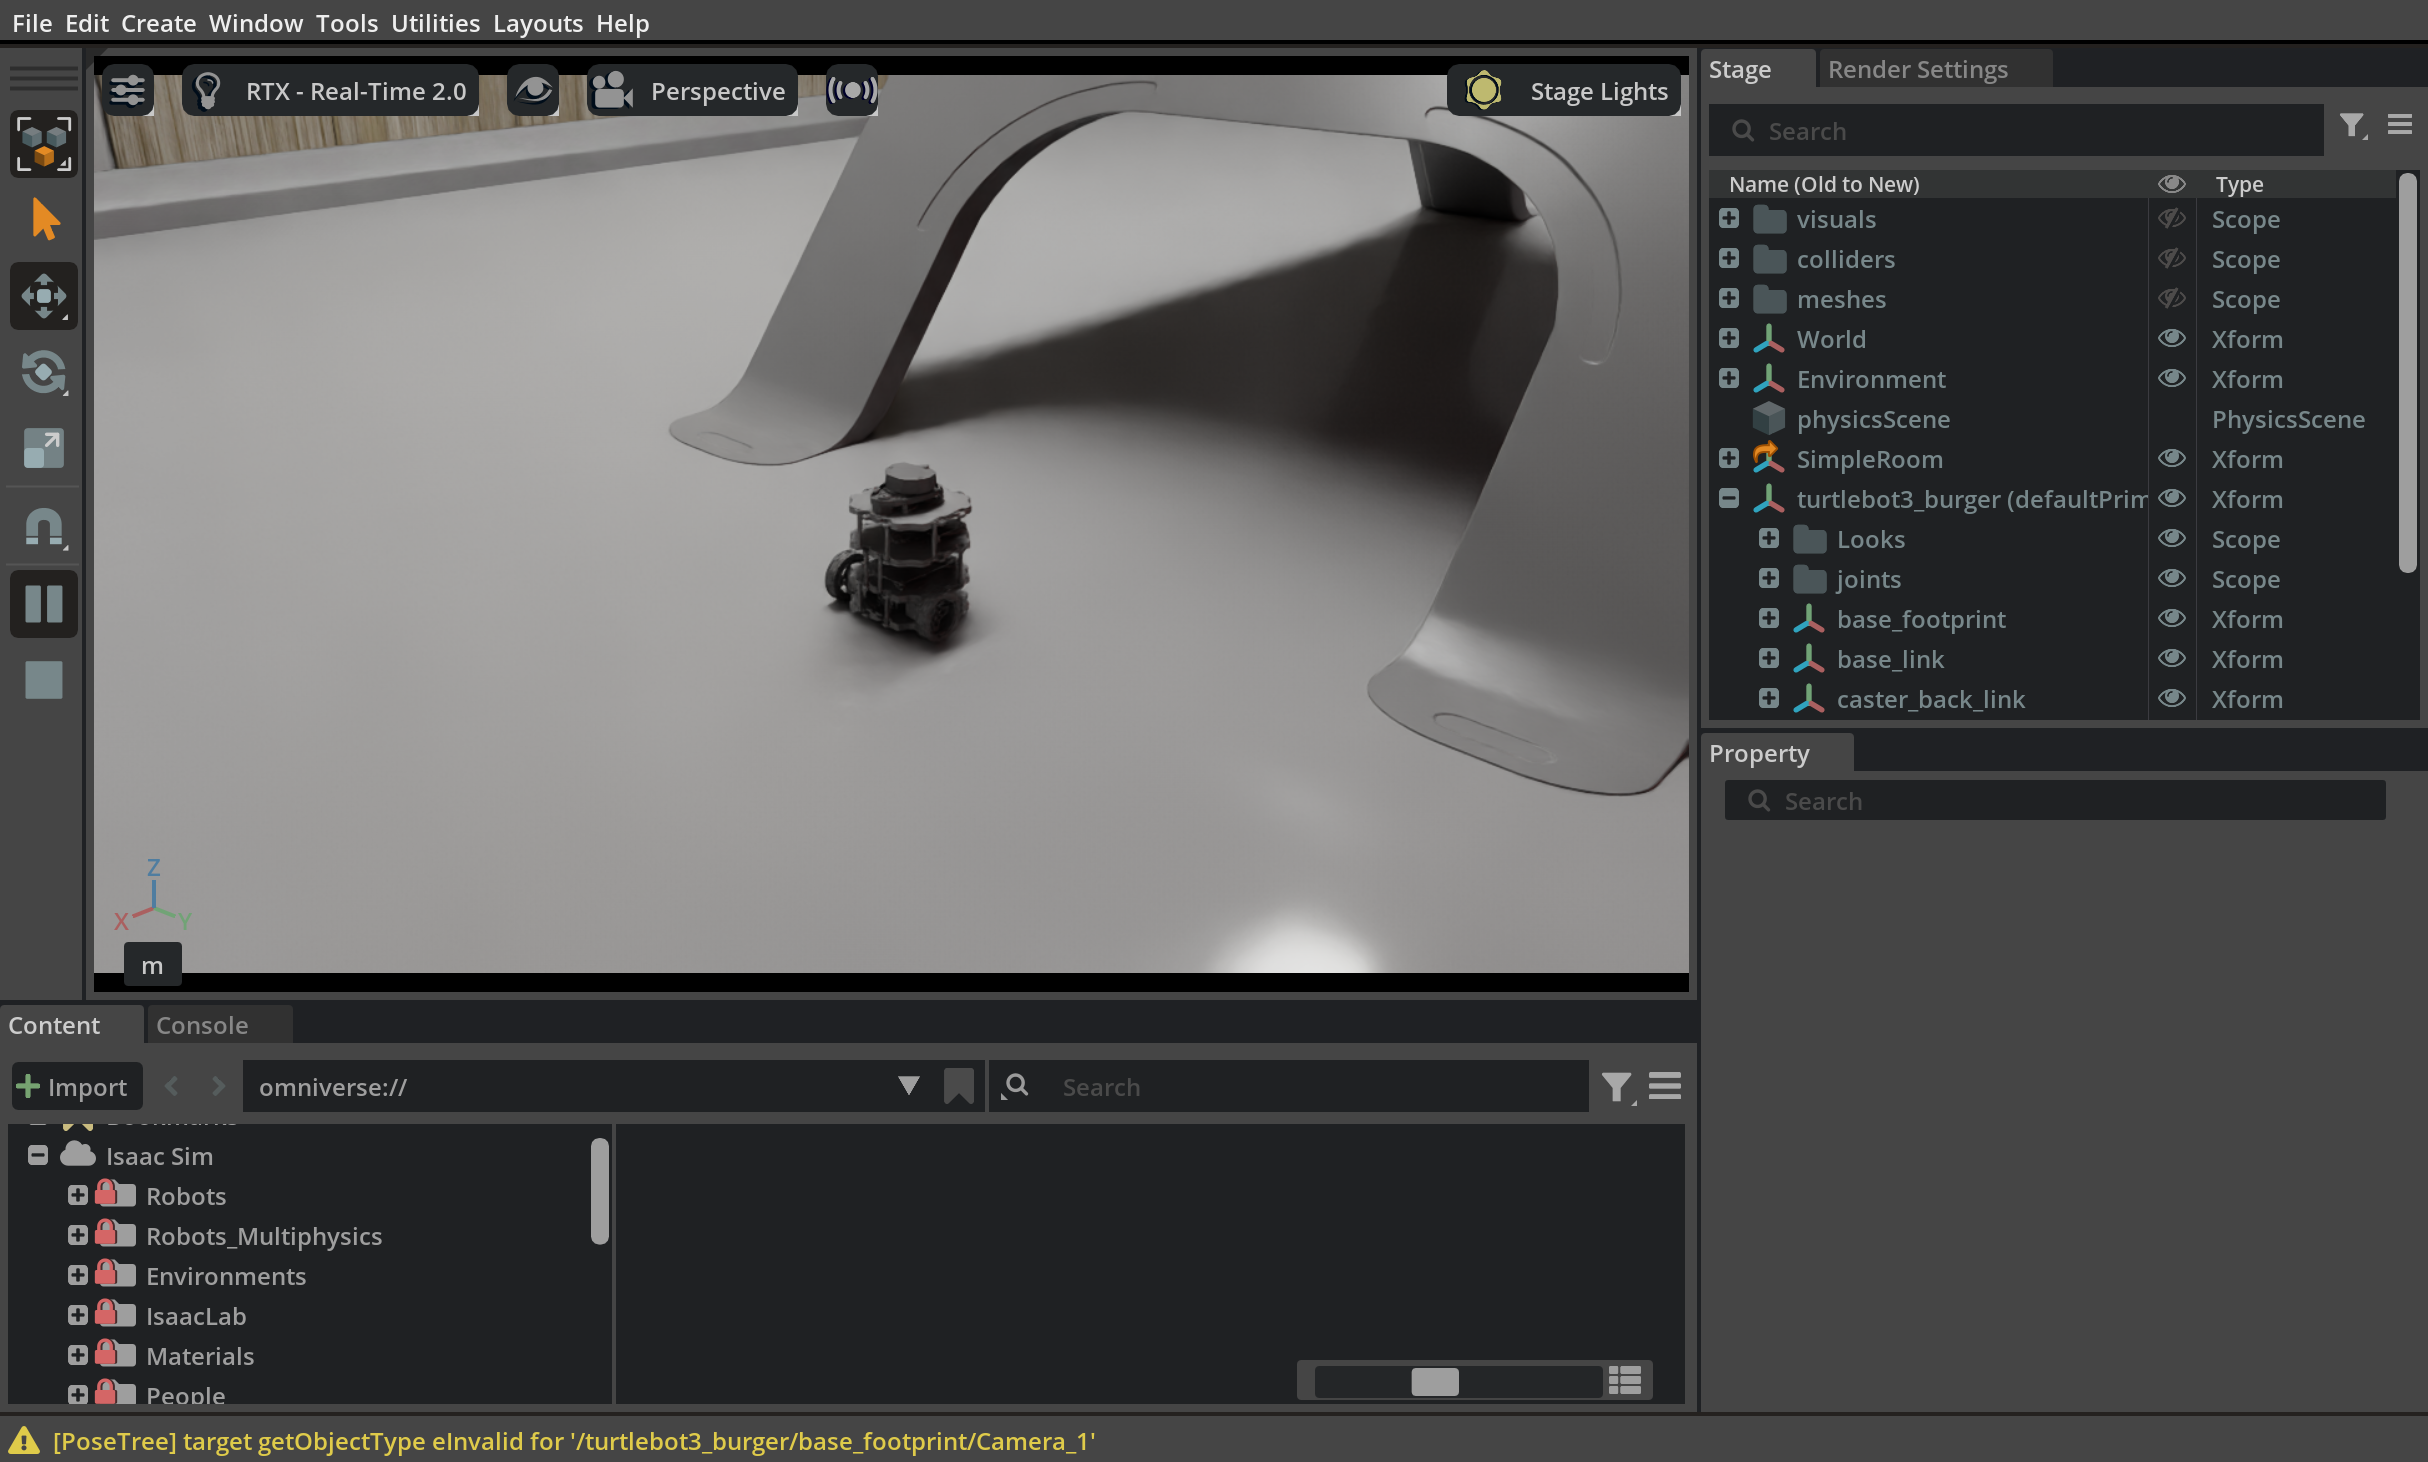 File Edit Create Window Tools Utilities Layouts Help
RTX - Real-Time 2.0
Perspective
Stage Lights
Z
X
Y
m
Stage
Render Settings
Search
Name (Old to New)
Type
visuals
Scope
colliders
Scope
meshes
Scope
World
Xform
Environment
Xform
physicsScene
PhysicsScene
SimpleRoom
Xform
turtlebot3_burger (defaultPrim
Xform
Looks
Scope
joints
Scope
base_footprint
Xform
base_link
Xform
caster_back_link
Xform
Property
Search
Content
Console
Import
omniverse://
Search
Isaac Sim
Robots
Robots_Multiphysics
Environments
IsaacLab
Materials
People
[PoseTree] target getObjectType eInvalid for '/turtlebot3_burger/base_footprint/Camera_1'